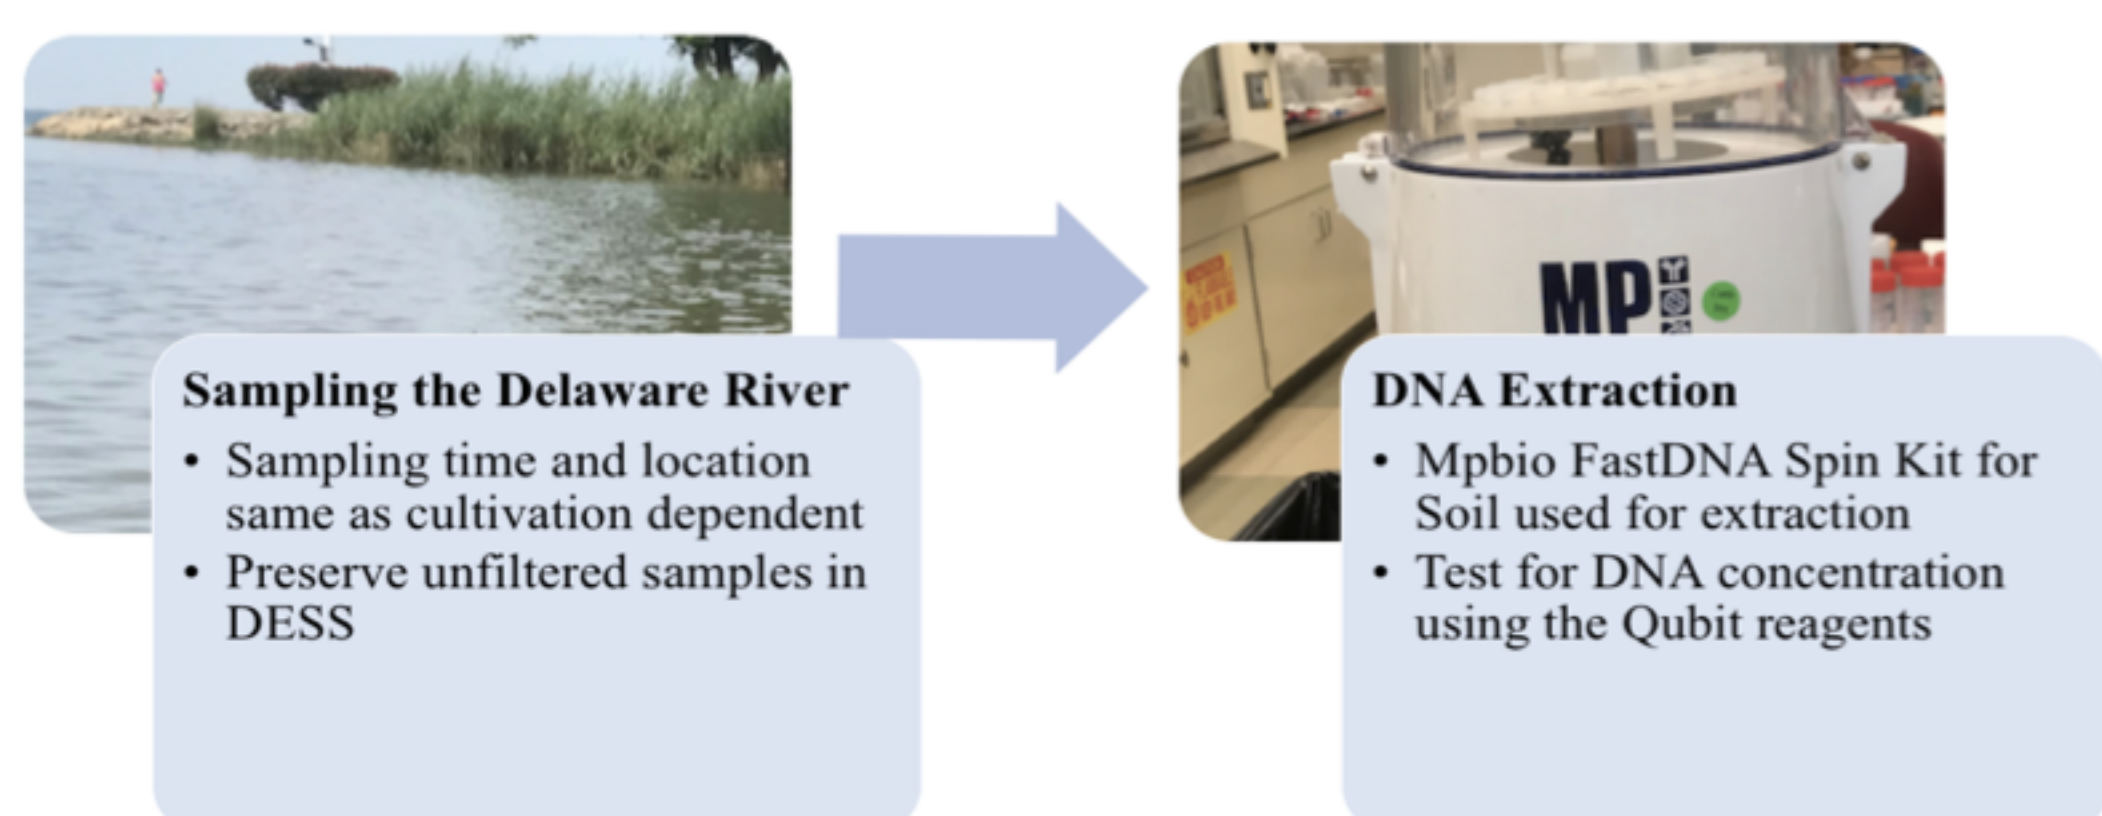 MP
Sampling the Delaware River
• Sampling time and location
same as cultivation dependent
• Preserve unfiltered samples in
DESS
DNA Extraction
• Mpbio FastDNA Spin Kit for
Soil used for extraction
• Test for DNA concentration
using the Qubit reagents